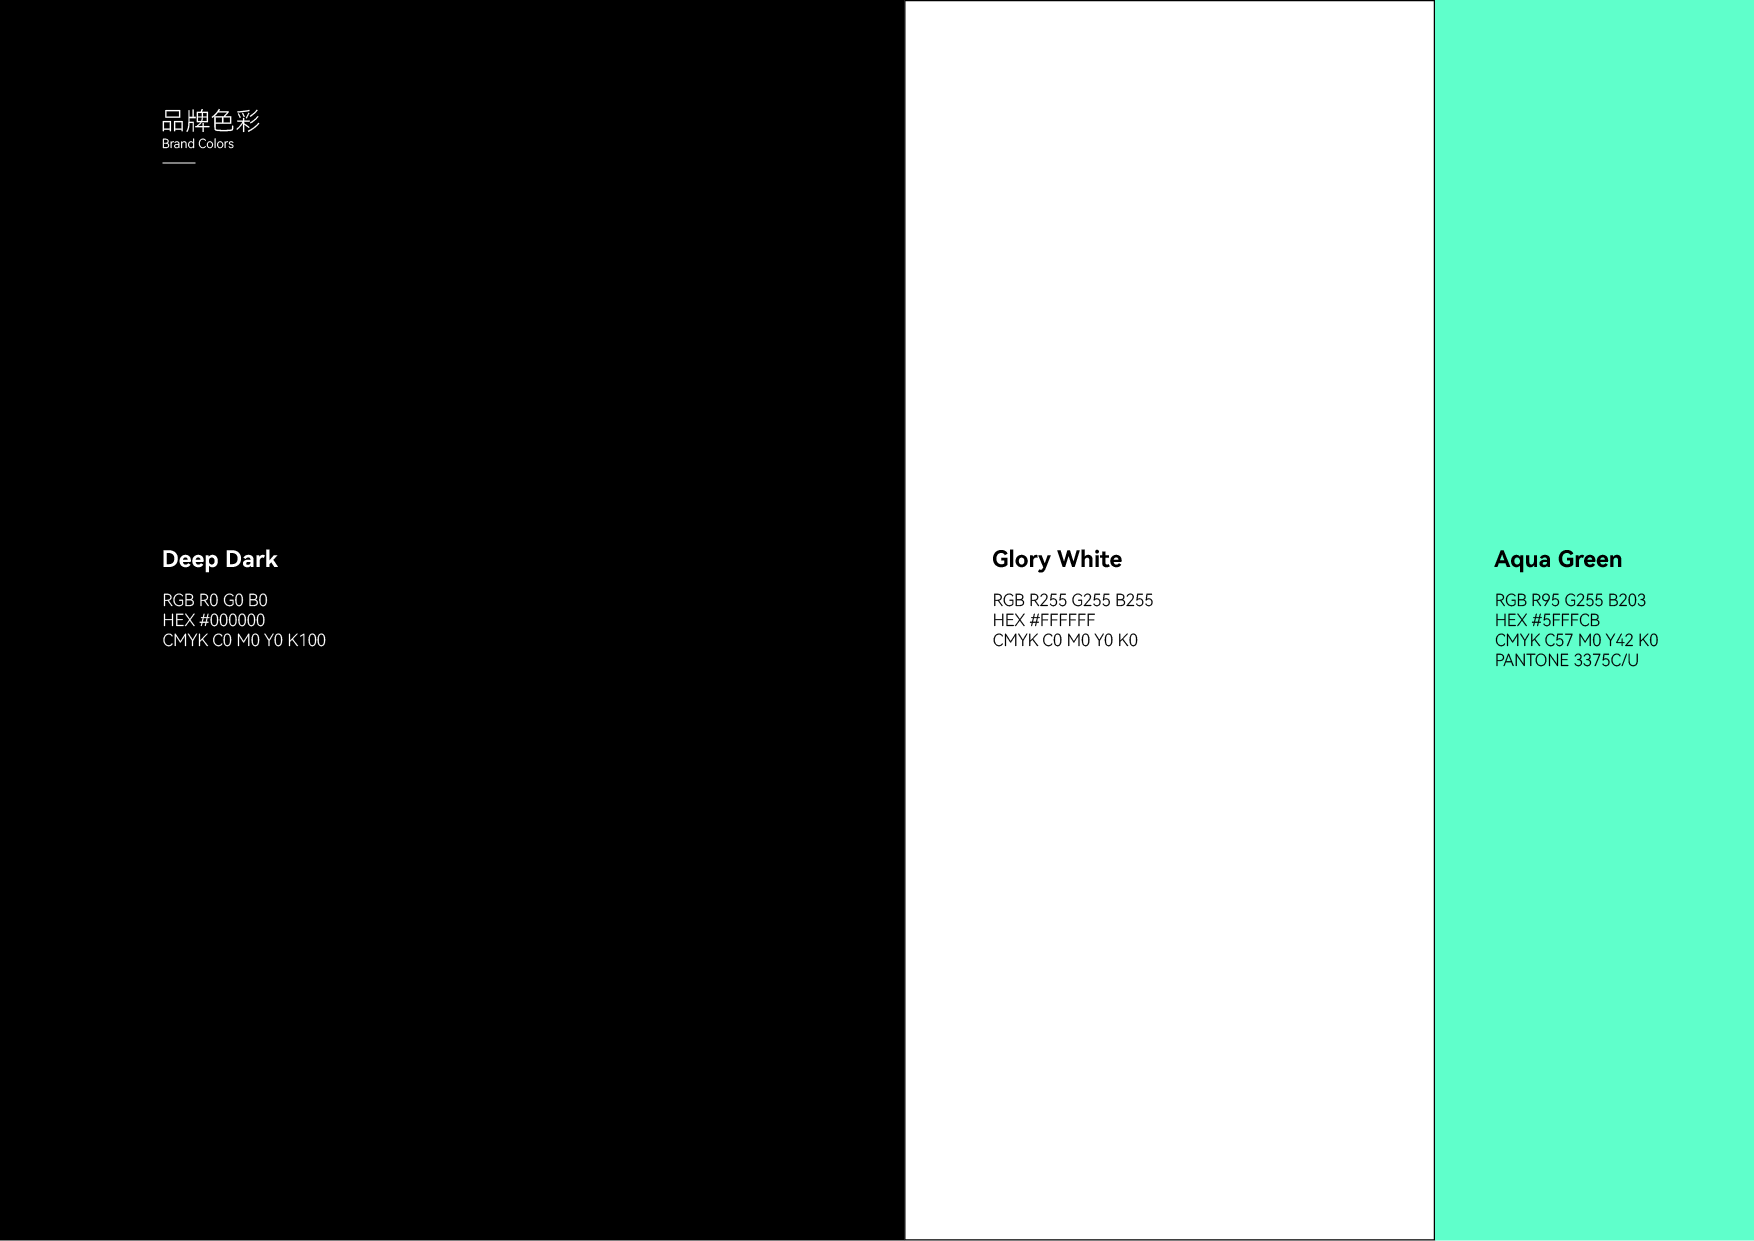 品牌色彩
Brand Colors
Deep Dark
RGB R0 G0 B0
HEX #000000
CMYK C0 M0 Y0 K100
Glory White
RGB R255 G255 B255
HEX #FFFFFF
CMYK C0 M0 Y0 K0
Aqua Green
RGB R95 G255 B203
HEX #5FFFCB
CMYK C57 M0 Y42 K0
PANTONE 3375C/U